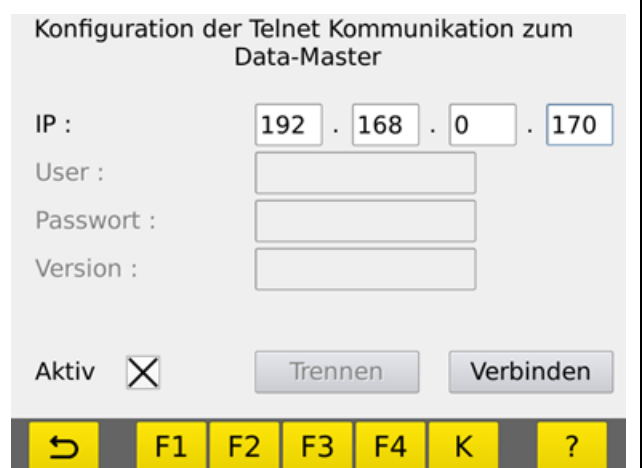 Konfiguration der Telnet Kommunikation zum
Data-Master
IP : 192 . 168 . 0 . 170
User :
Passwort :
Version :
Aktiv Trennen Verbinden
F1 F2 F3 F4 K ?